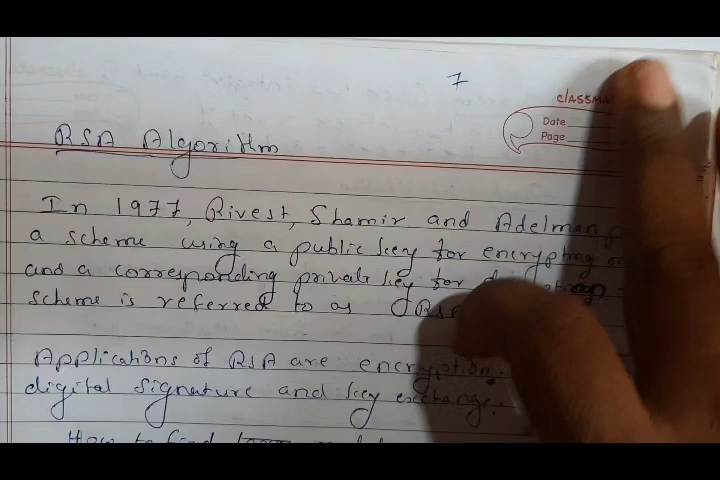 7
classma
Date
Page
RSA Algorithm
In 1977, Rivest, Shamir and Adelman
a scheme using a public key for encrypting
and a corresponding private key for
scheme is referred to as RSA
Applications of RSA are encryption.
digital signature and key exchange.
How to find